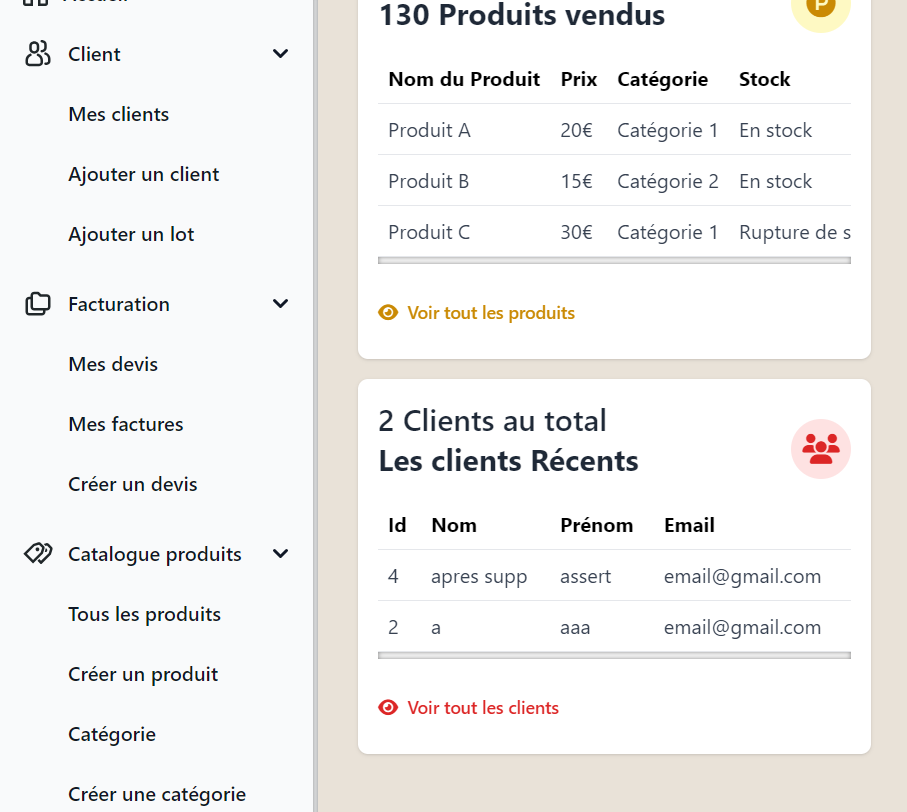 Accueil
Client
Mes clients
Ajouter un client
Ajouter un lot
Facturation
Mes devis
Mes factures
Créer un devis
Catalogue produits
Tous les produits
Créer un produit
Catégorie
Créer une catégorie
130 Produits vendus
P
Nom du Produit Prix Catégorie Stock
Produit A 20€ Catégorie 1 En stock
Produit B 15€ Catégorie 2 En stock
Produit C 30€ Catégorie 1 Rupture de s
Voir tout les produits
2 Clients au total
Les clients Récents
Id Nom Prénom Email
4 apres supp assert email@gmail.com
2 a aaa email@gmail.com
Voir tout les clients